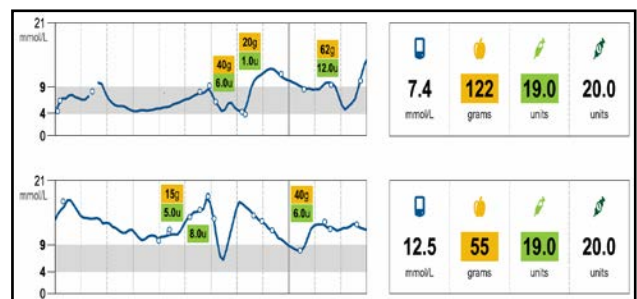 21
mmol/L
9
4
0
40g
6.0u
20g
1.0u
62g
12.0u
7.4
122
19.0
20.0
mmol/L
grams
units
units
21
mmol/L
9
4
0
15g
5.0u
8.0u
40g
6.0u
12.5
55
19.0
20.0
mmol/L
grams
units
units